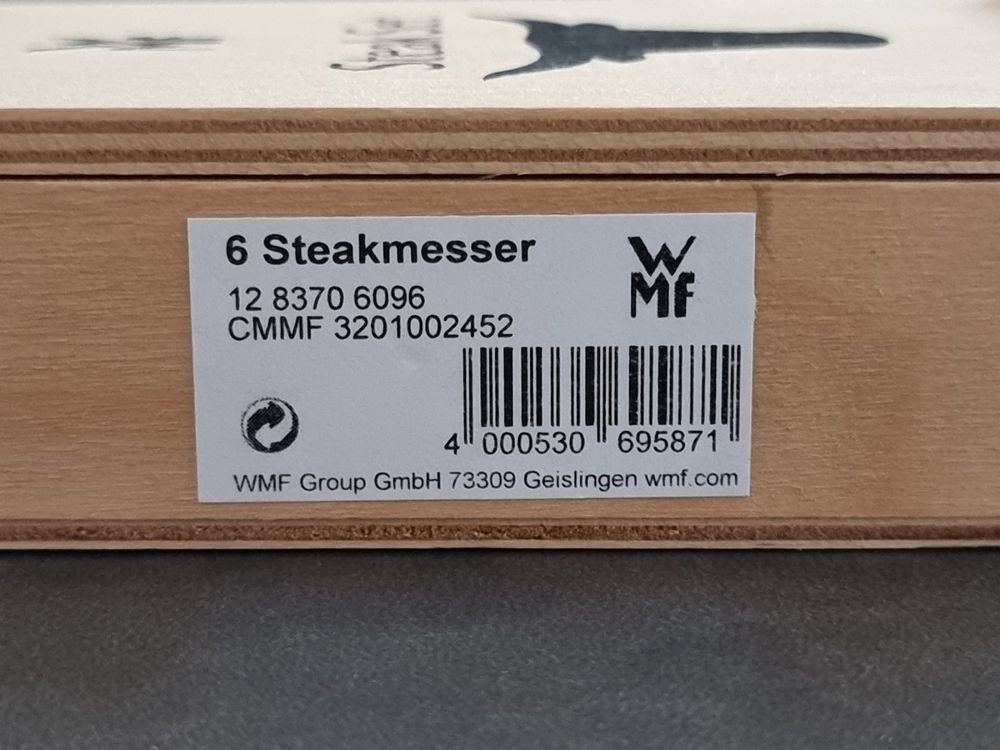 6 Steakmesser
WMF
12 8370 6096
CMMF 3201002452
4 000530 695871
WMF Group GmbH 73309 Geislingen wmf.com